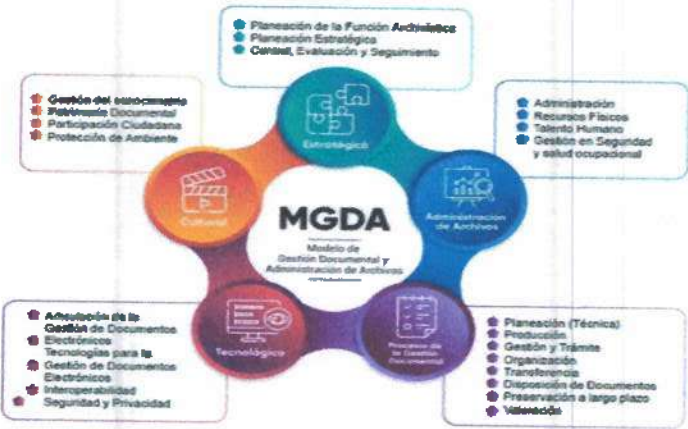 Planeación de la Función Archivística
Planeación Estratégica
Control, Evaluación y Seguimiento
Gestión del conocimiento
Patrimonio Documental
Participación Ciudadana
Protección de Ambiente
Administración
Recursos Físicos
Talento Humano
Gestión en Seguridad
y salud ocupacional
Estratégico
Cultural
MGDA
Modelo de
Gestión Documental y
Administración de Archivos
Administración
de Archivos
Tecnológico
Procesos de
la Gestión
Documental
de la
Gestión de Documentos
Electrónicos
Tecnologías para la
Gestión de Documentos
Electrónicos
Interoperabilidad
Seguridad y Privacidad
Planeación (Técnica)
Producción
Gestión y Trámite
Organización
Transferencia
Disposición de Documentos
Preservación a largo plazo
Valoración